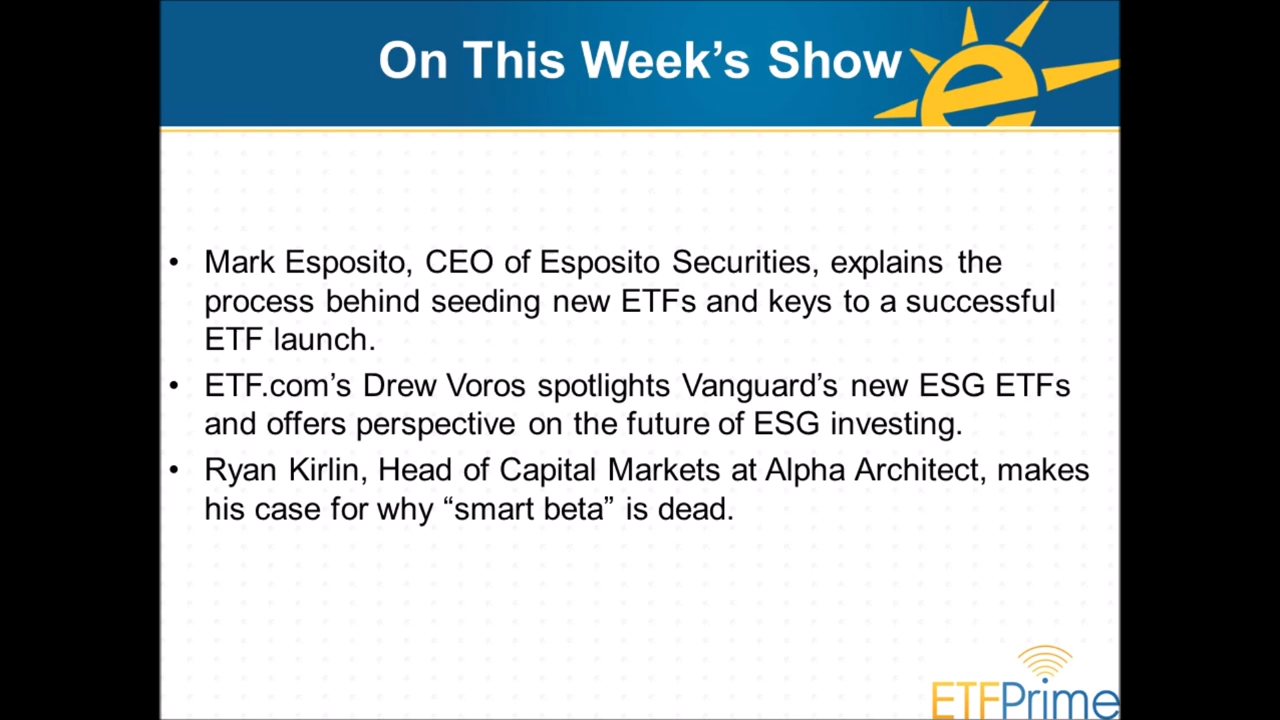 On This Week’s Show
• Mark Esposito, CEO of Esposito Securities, explains the
process behind seeding new ETFs and keys to a successful
ETF launch.
• ETF.com’s Drew Voros spotlights Vanguard’s new ESG ETFs
and offers perspective on the future of ESG investing.
• Ryan Kirlin, Head of Capital Markets at Alpha Architect, makes
his case for why “smart beta” is dead.
ETFPrime